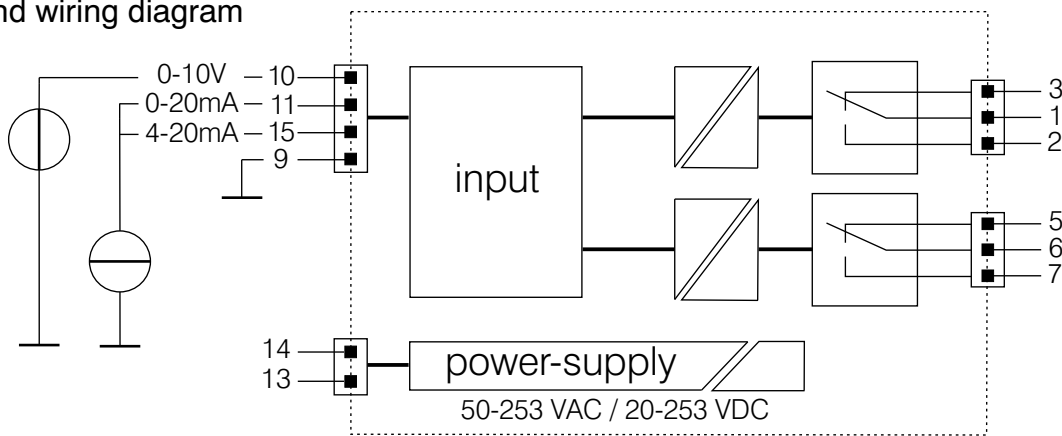 nd wiring diagram
0-10V 10
0-20mA 11
4-20mA 15
9
input
3
1
2
5
6
7
14
13
power-supply
50-253 VAC / 20-253 VDC